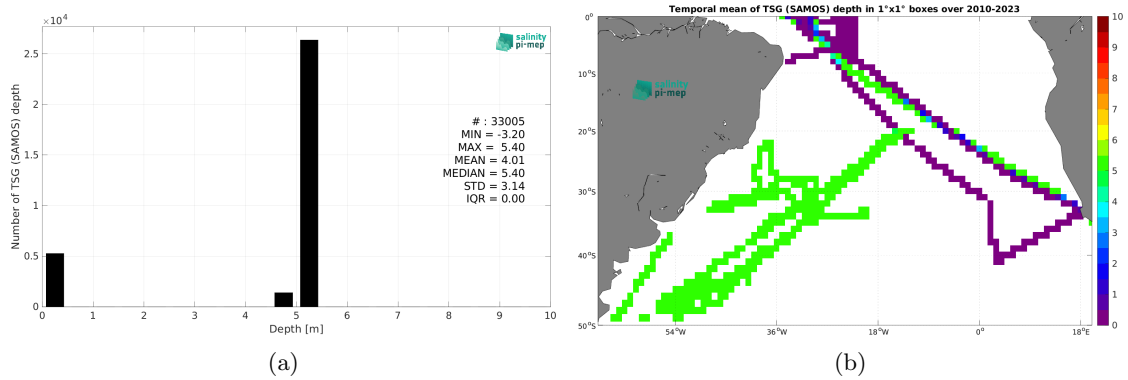 ×10⁴
2.5
2
1.5
1
0.5
0
0 1 2 3 4 5 6 7 8 9 10
Number of TSG (SAMOS) depth
Depth [m]
salinity
pi-mep
# : 33005
MIN = -3.20
MAX = 5.40
MEAN = 4.01
MEDIAN = 5.40
STD = 3.14
IQR = 0.00
(a)
Temporal mean of TSG (SAMOS) depth in 1°x1° boxes over 2010-2023
0°
10°S
20°S
30°S
40°S
50°S
54°W 36°W 18°W 0° 18°E
salinity
pi-mep
10
9
8
7
6
5
4
3
2
1
0
(b)